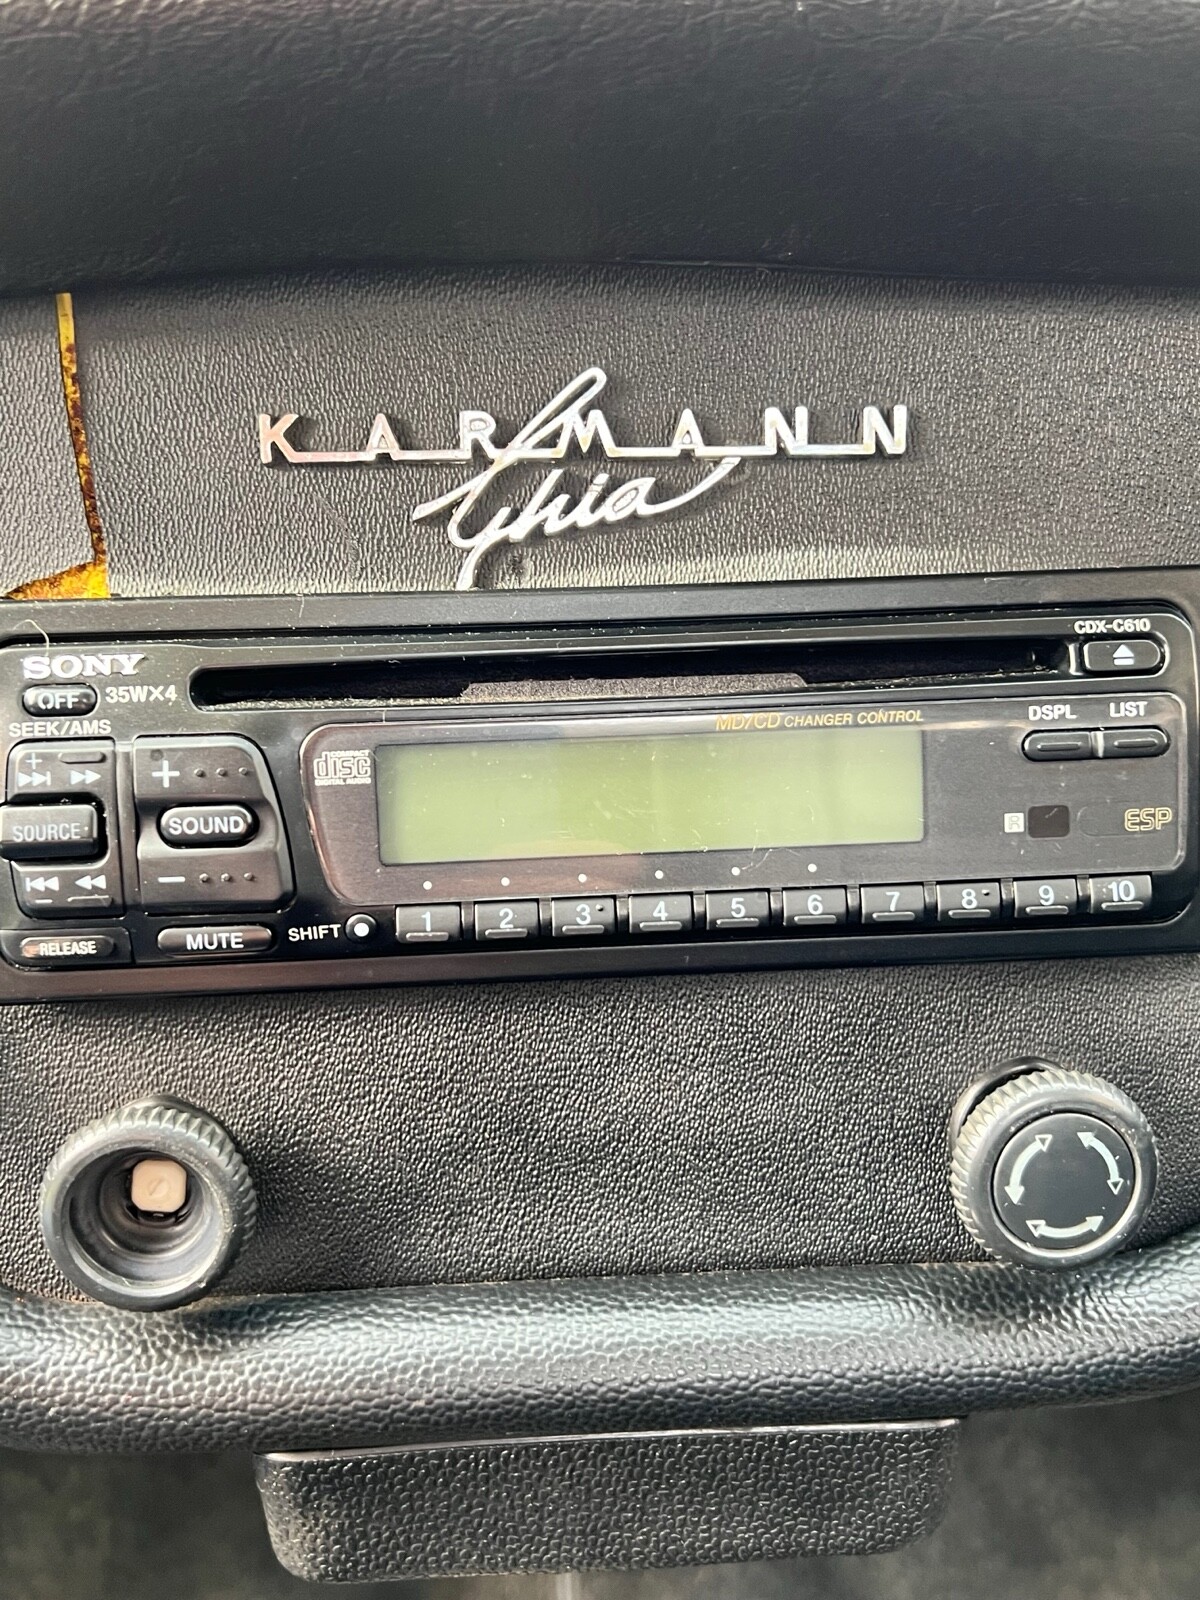 KARMANN
Ghia
CDX-C610
SONY
OFF 35W×4
SEEK/AMS
MD/CD CHANGER CONTROL
DSPL LIST
COMPACT
disc
DIGITAL AUDIO
+
+
SOURCE
SOUND
R
ESP
−
−
1 2 3 4 5 6 7 8 9 10
SHIFT
RELEASE
MUTE